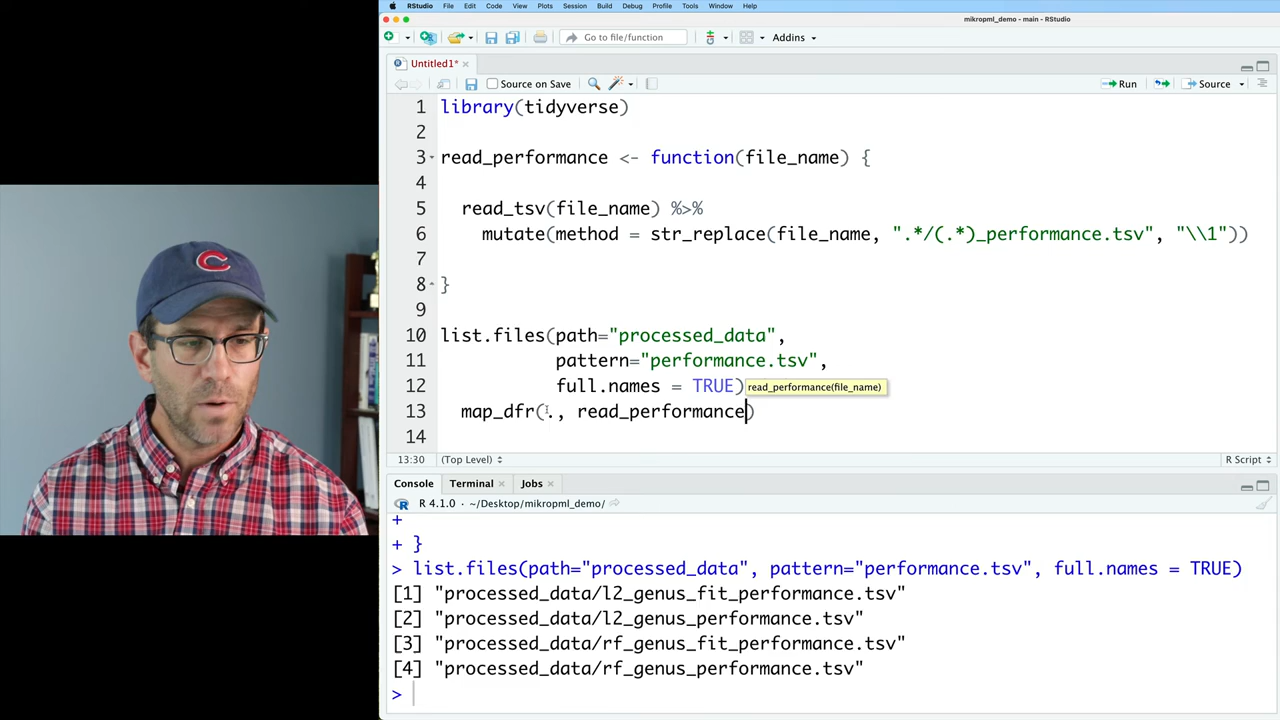 RStudio File Edit Code View Plots Session Build Debug Profile Tools Window Help
mikropml_demo - main - RStudio
Go to file/function Addins
Untitled1*
Source on Save Run Source
1 library(tidyverse)
2
3 read_performance <- function(file_name) {
4
5 read_tsv(file_name) %>%
6 mutate(method = str_replace(file_name, ".*/(.*)_performance.tsv", "\\1"))
7
8 }
9
10 list.files(path="processed_data",
11 pattern="performance.tsv",
12 full.names = TRUE) read_performance(file_name)
13 map_dfr(., read_performance)
14
13:30 (Top Level) R Script
Console Terminal Jobs
R 4.1.0 · ~/Desktop/mikropml_demo/
+
+ }
> list.files(path="processed_data", pattern="performance.tsv", full.names = TRUE)
[1] "processed_data/l2_genus_fit_performance.tsv"
[2] "processed_data/l2_genus_performance.tsv"
[3] "processed_data/rf_genus_fit_performance.tsv"
[4] "processed_data/rf_genus_performance.tsv"
>
C